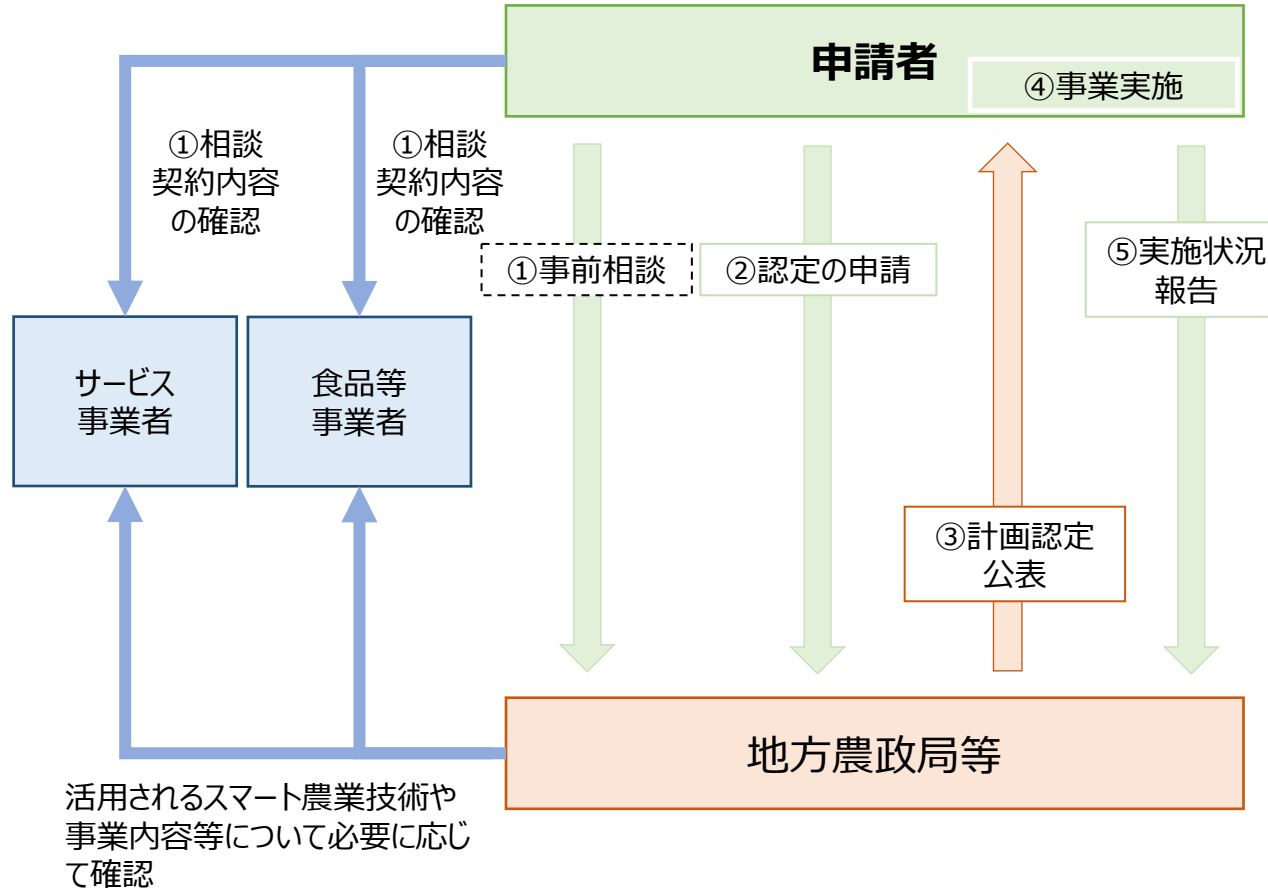 申請者
④事業実施
①相談
契約内容
の確認
①相談
契約内容
の確認
①事前相談
②認定の申請
⑤実施状況
報告
サービス
事業者
食品等
事業者
③計画認定
公表
地方農政局等
活用されるスマート農業技術や
事業内容等について必要に応じ
て確認